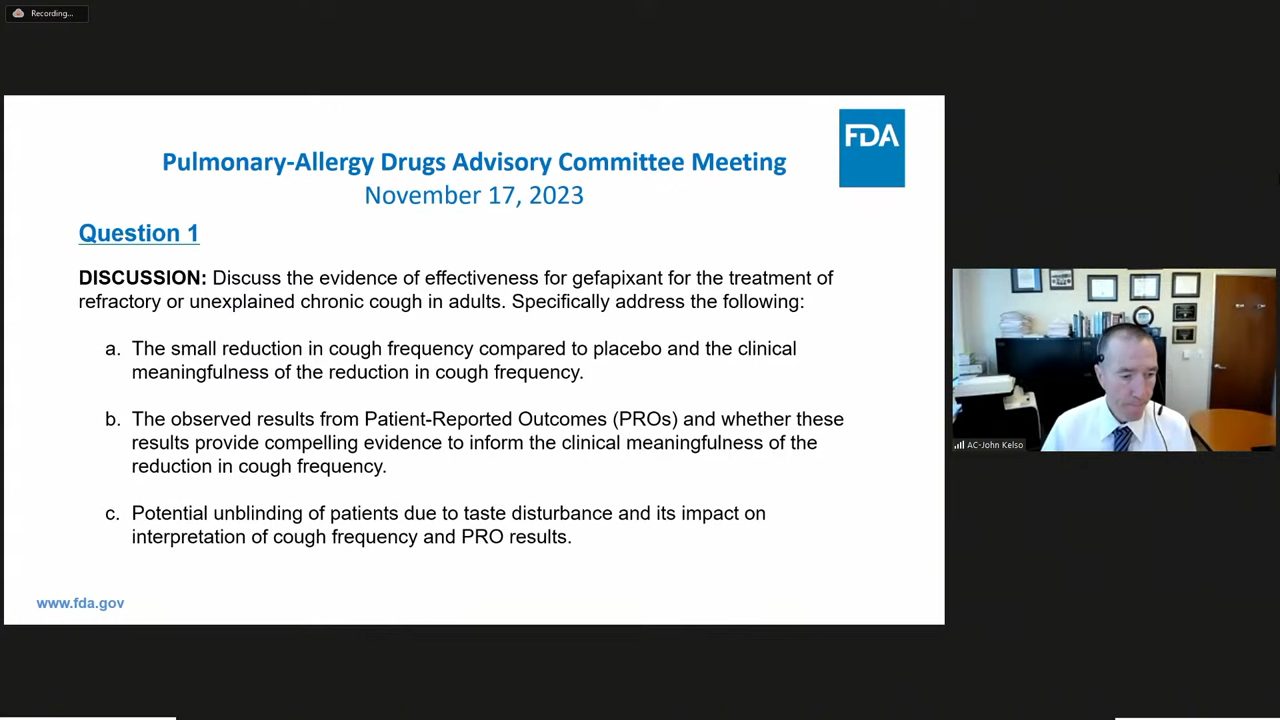 Recording...
FDA
Pulmonary-Allergy Drugs Advisory Committee Meeting
November 17, 2023
Question 1
DISCUSSION: Discuss the evidence of effectiveness for gefapixant for the treatment of
refractory or unexplained chronic cough in adults. Specifically address the following:
a. The small reduction in cough frequency compared to placebo and the clinical
meaningfulness of the reduction in cough frequency.
b. The observed results from Patient-Reported Outcomes (PROs) and whether these
results provide compelling evidence to inform the clinical meaningfulness of the
reduction in cough frequency.
c. Potential unblinding of patients due to taste disturbance and its impact on
interpretation of cough frequency and PRO results.
www.fda.gov
AC-John Kelso